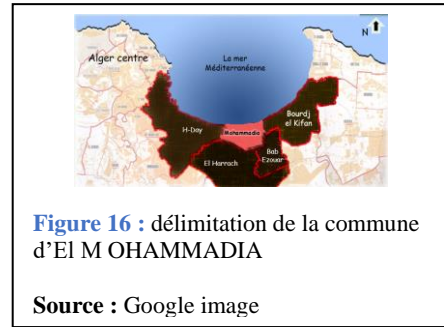 N
Alger centre
La mer
Méditerranéenne
Bourdj
el Kifan
H-Day
Mohammadia
Bab
Ezouar
El Harrach
Figure 16 : délimitation de la commune
d'El M OHAMMADIA
Source : Google image